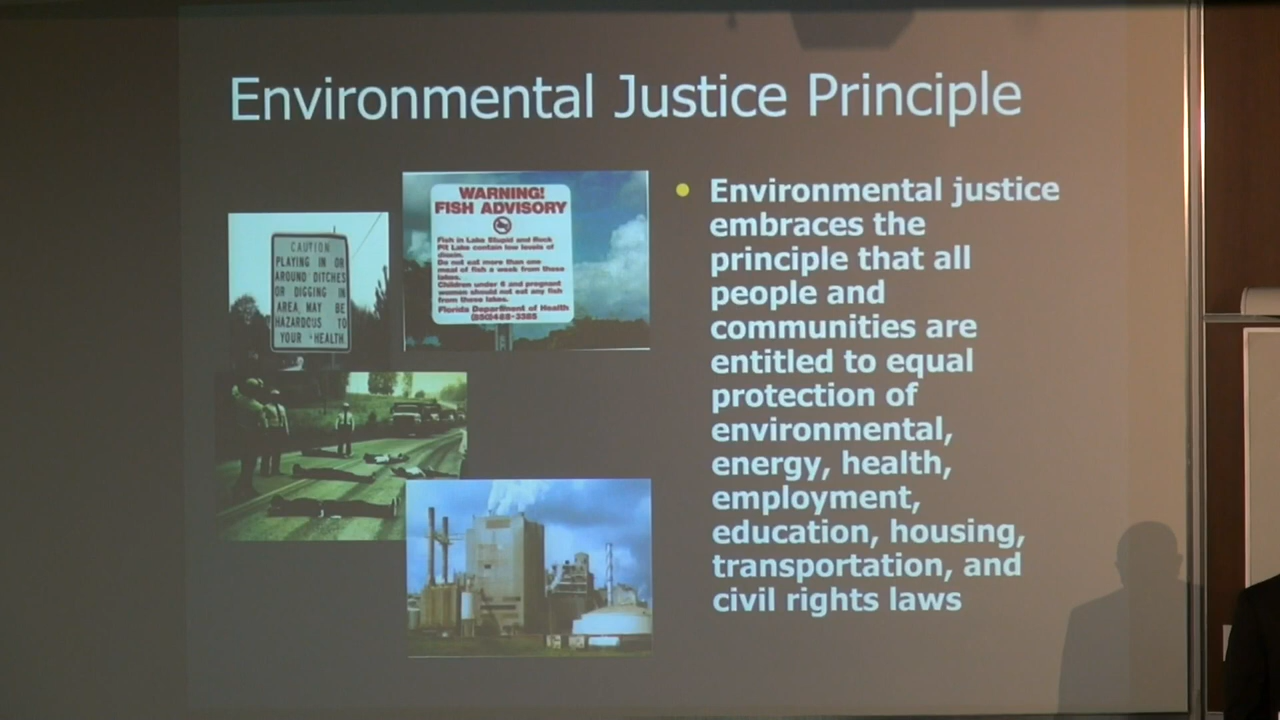 Environmental Justice Principle
WARNING!
FISH ADVISORY
Fish in Lake Stupid and Rock
Pit Lake contain low levels of
dioxin.
Do not eat more than one
meal of fish a week from these
lakes.
Children under 6 and pregnant
women should not eat any fish
from these lakes.
Florida Department of Health
(850)488-3385
CAUTION
PLAYING IN OR
AROUND DITCHES
OR DIGGING IN
AREA, MAY BE
HAZARDOUS TO
YOUR HEALTH
• Environmental justice
embraces the
principle that all
people and
communities are
entitled to equal
protection of
environmental,
energy, health,
employment,
education, housing,
transportation, and
civil rights laws